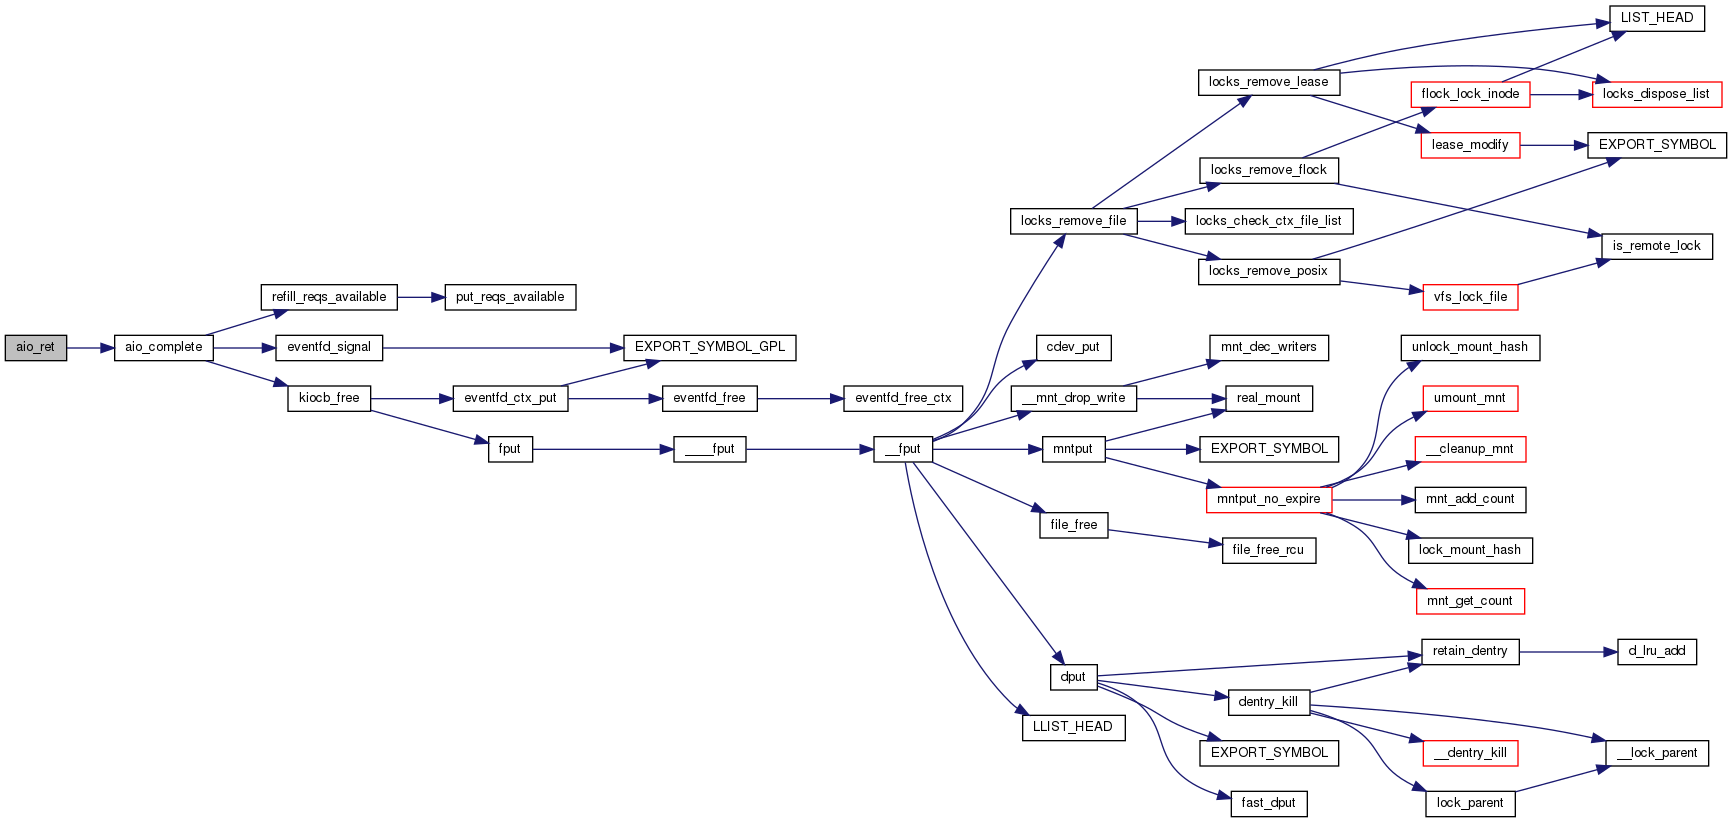 LIST_HEAD
locks_remove_lease
flock_lock_inode
locks_dispose_list
lease_modify
EXPORT_SYMBOL
locks_remove_flock
locks_remove_file
locks_check_ctx_file_list
is_remote_lock
locks_remove_posix
refill_reqs_available
put_reqs_available
vfs_lock_file
aio_ret
aio_complete
eventfd_signal
EXPORT_SYMBOL_GPL
cdev_put
mnt_dec_writers
unlock_mount_hash
kiocb_free
eventfd_ctx_put
eventfd_free
eventfd_free_ctx
__mnt_drop_write
real_mount
umount_mnt
fput
____fput
__fput
mntput
EXPORT_SYMBOL
__cleanup_mnt
mntput_no_expire
mnt_add_count
file_free
file_free_rcu
lock_mount_hash
mnt_get_count
retain_dentry
d_lru_add
dput
dentry_kill
LLIST_HEAD
EXPORT_SYMBOL
__dentry_kill
__lock_parent
fast_dput
lock_parent